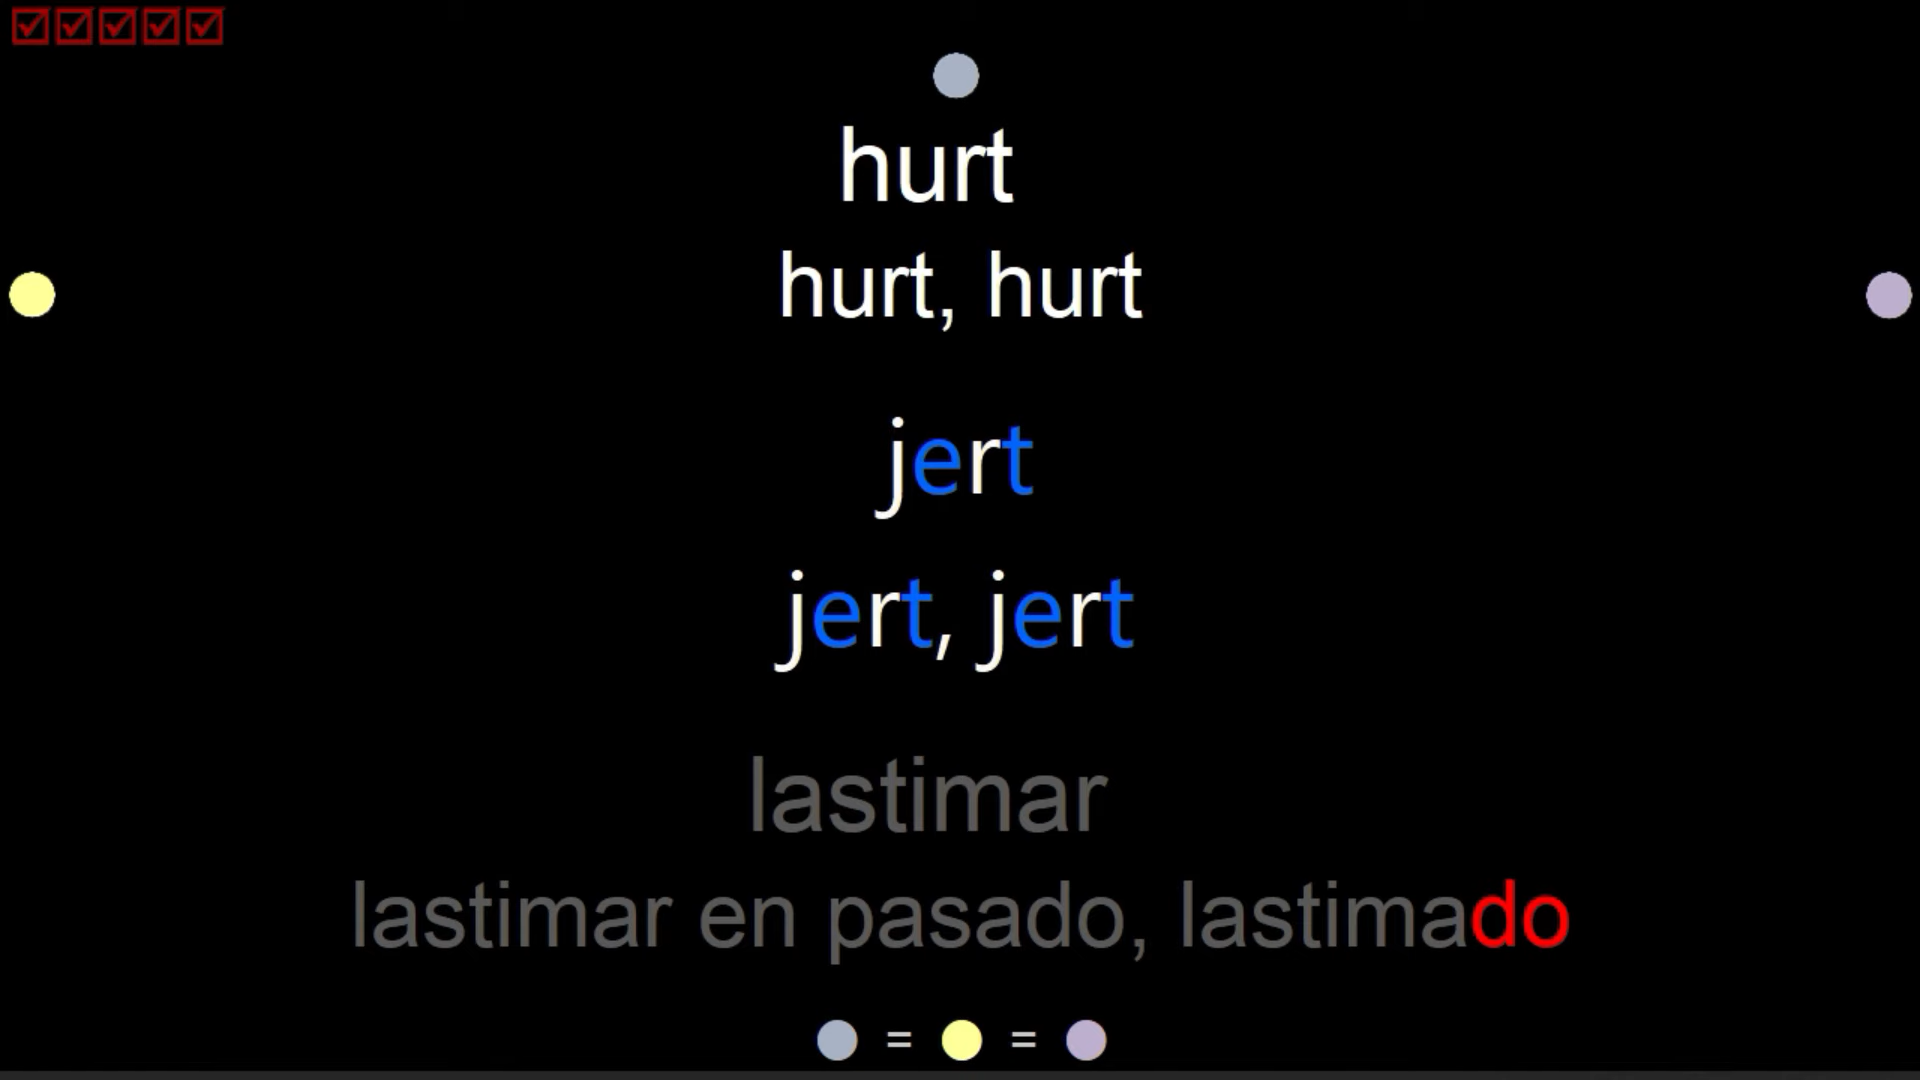 hurt
hurt, hurt
jert
jert, jert
lastimar
lastimar en pasado, lastimado
= =